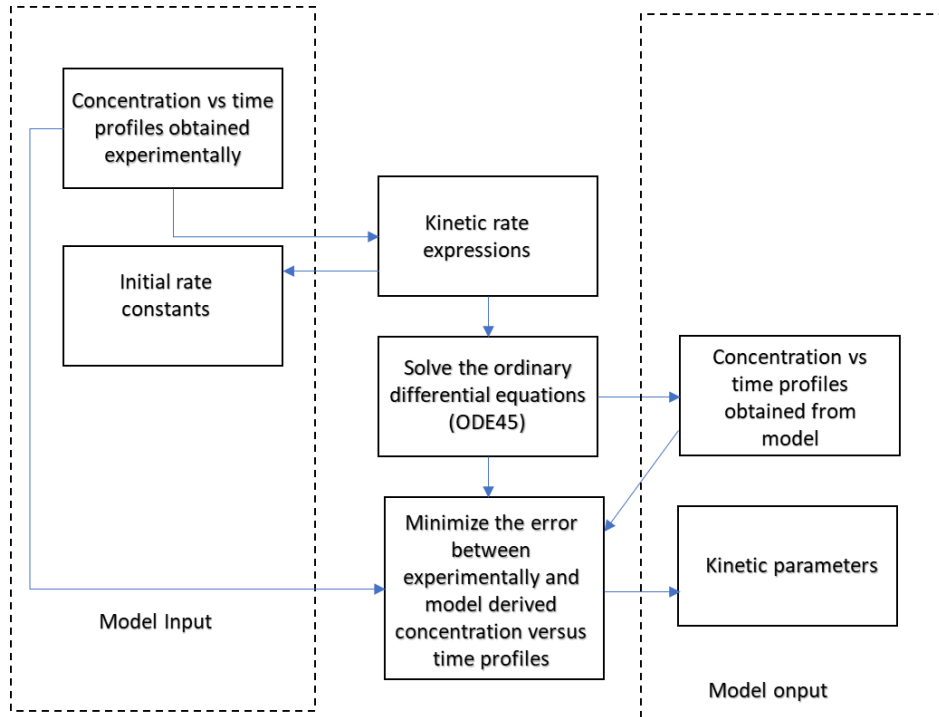 Concentration vs time
profiles obtained
experimentally
Kinetic rate
expressions
Initial rate
constants
Solve the ordinary
differential equations
(ODE45)
Concentration vs
time profiles
obtained from
model
Minimize the error
between
experimentally and
model derived
concentration versus
time profiles
Kinetic parameters
Model Input
Model onput